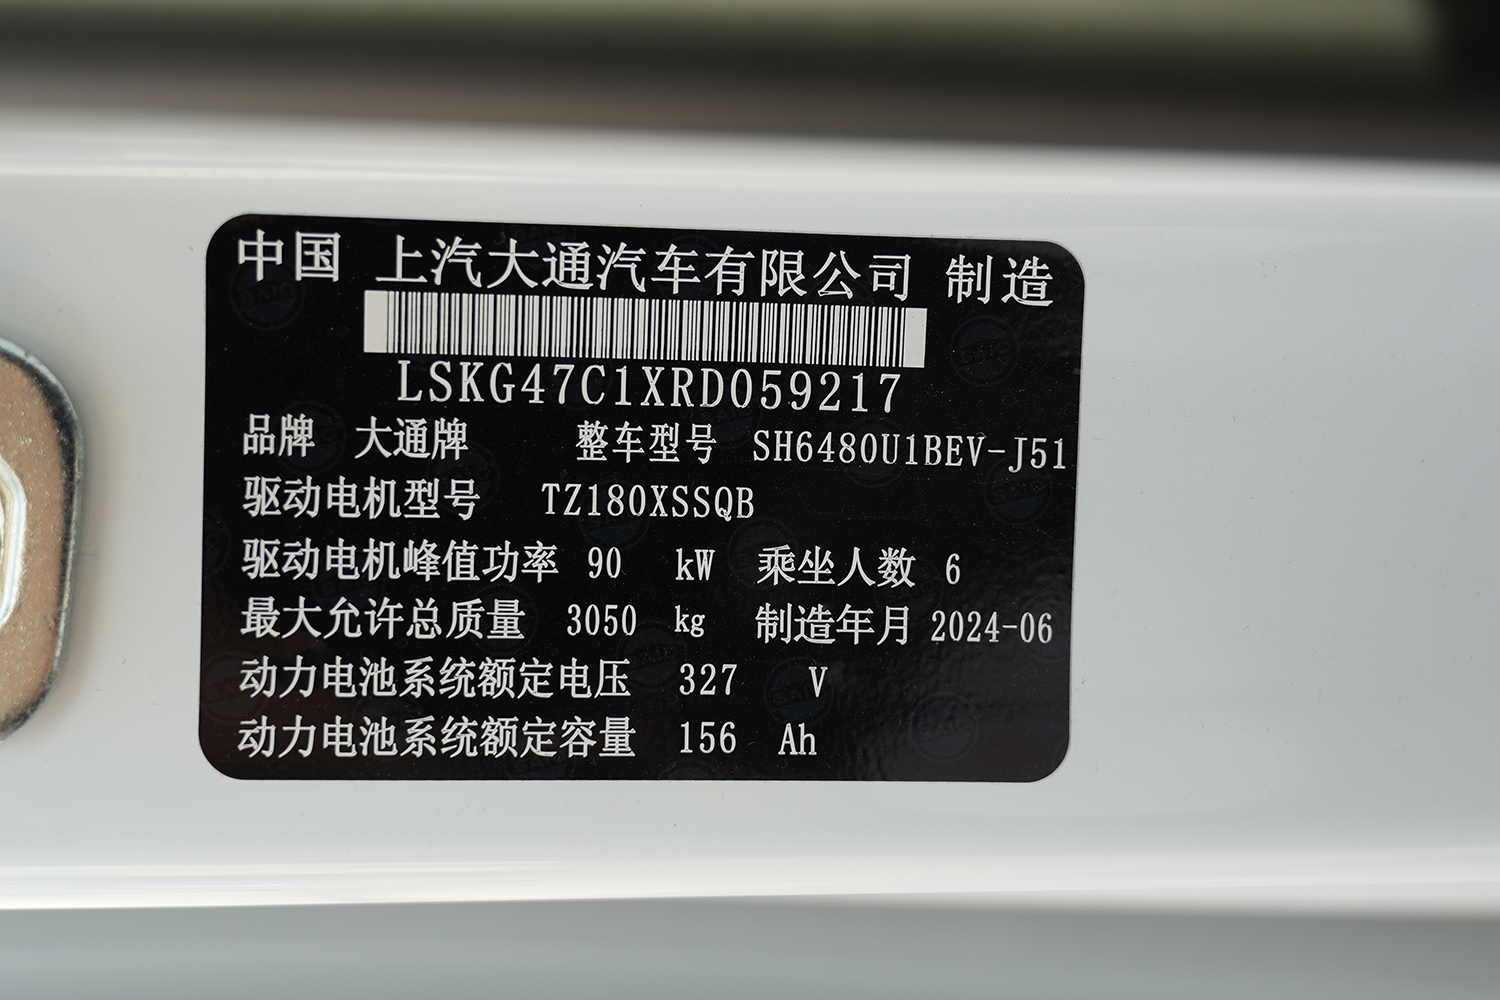 中国 上汽大通汽车有限公司 制造
LSKG47C1XRD059217
品牌 大通牌 整车型号 SH6480U1BEV-J51
驱动电机型号 TZ180XSSQB
驱动电机峰值功率 90 kW 乘坐人数 6
最大允许总质量 3050 kg 制造年月 2024-06
动力电池系统额定电压 327 V
动力电池系统额定容量 156 Ah